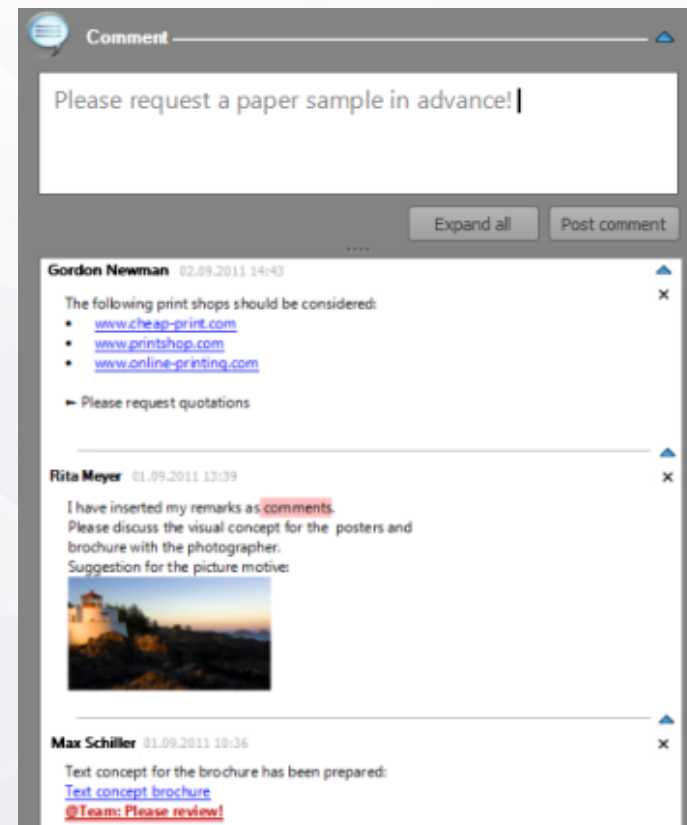 Comment
Please request a paper sample in advance!
Expand all Post comment
Gordon Newman 02.09.2011 14:43
The following print shops should be considered:
• www.cheap-print.com
• www.printshop.com
• www.online-printing.com
Please request quotations
Rita Meyer 01.09.2011 13:39
I have inserted my remarks as comments.
Please discuss the visual concept for the posters and
brochure with the photographer.
Suggestion for the picture motive:
Max Schiller 01.09.2011 10:36
Text concept for the brochure has been prepared:
Text concept brochure
@Team: Please review!